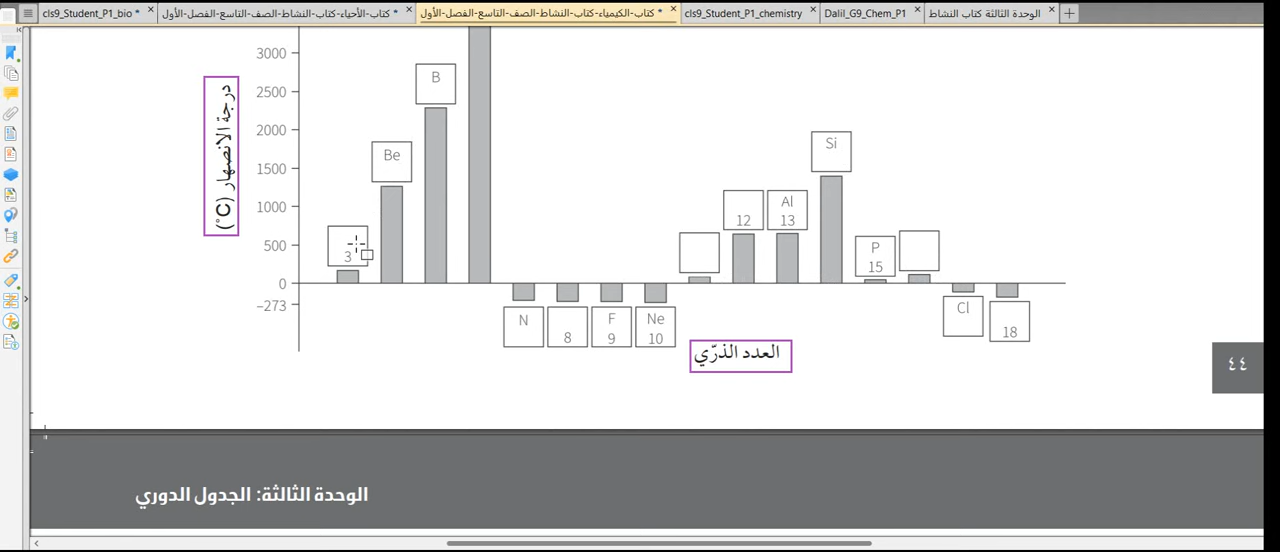 cls9_Student_P1_bio *
كتاب-الأحياء-كتاب-النشاط-الصف-التاسع-الفصل-الأول *
كتاب-الكيمياء-كتاب-النشاط-الصف-التاسع-الفصل-الأول *
cls9_Student_P1_chemistry
Dalil_G9_Chem_P1
الوحدة الثالثة كتاب النشاط
درجة الانصهار (°C)
3000
2500
2000
1500
1000
500
0
−273
3
Be
B
N
8
F
9
Ne
10
12
Al
13
Si
P
15
Cl
18
العدد الذرّي
٤٤
الوحدة الثالثة: الجدول الدوري